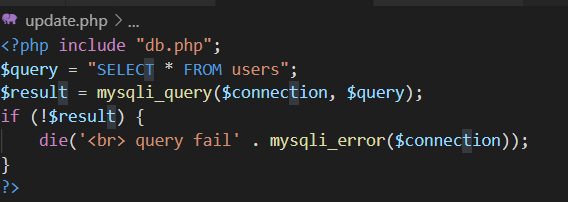 update.php > ...
<?php include "db.php";
$query = "SELECT * FROM users";
$result = mysqli_query($connection, $query);
if (!$result) {
    die('<br> query fail' . mysqli_error($connection));
}
?>